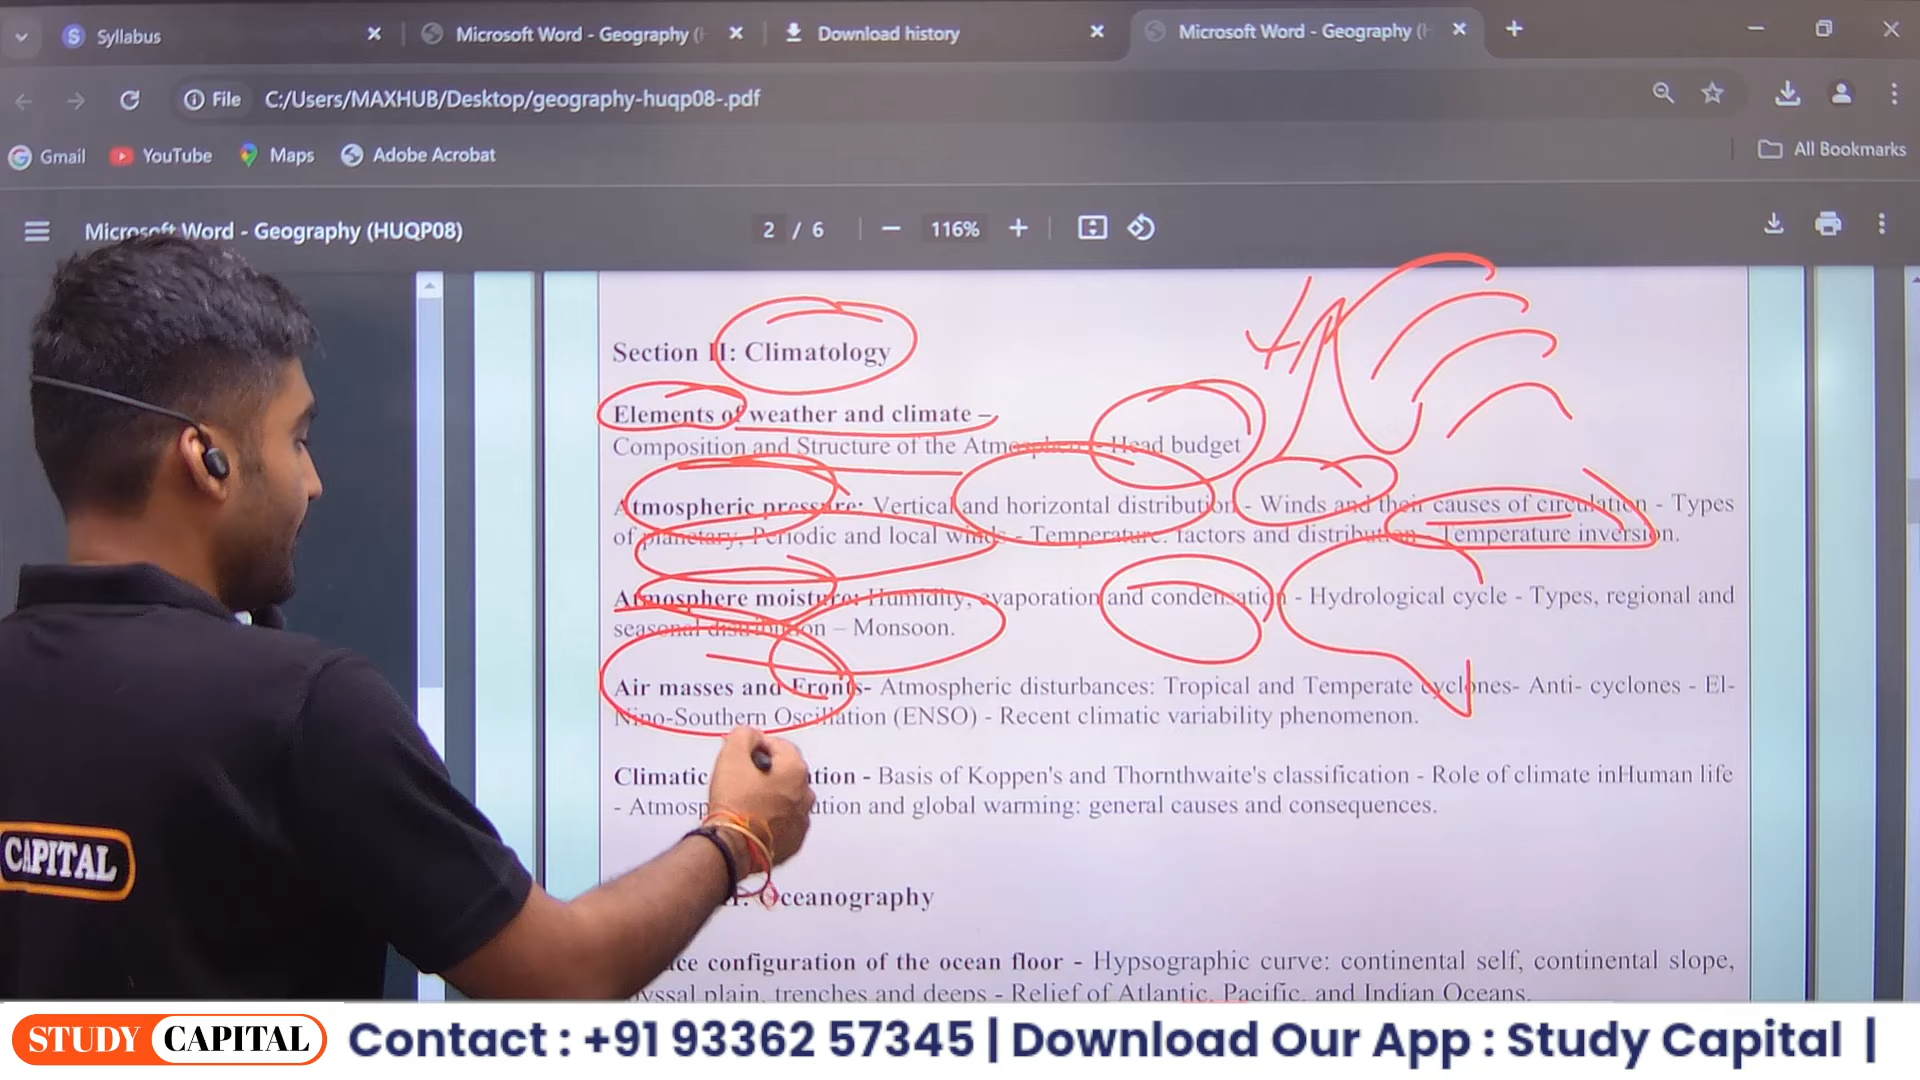 Syllabus
Microsoft Word - Geography (H
Download history
Microsoft Word - Geography (H
File C:/Users/MAXHUB/Desktop/geography-huqp08-.pdf
Gmail YouTube Maps Adobe Acrobat All Bookmarks
Microsoft Word - Geography (HUQP08) 2 / 6 116%
Section II: Climatology
Elements of weather and climate –
Composition and Structure of the Atmosphere - Head budget
Atmospheric pressure: Vertical and horizontal distribution - Winds and their causes of circulation - Types
of planetary, Periodic and local winds - Temperature. factors and distribution - Temperature inversion.
Atmosphere moisture: Humidity, evaporation and condensation - Hydrological cycle - Types, regional and
seasonal distribution – Monsoon.
Air masses and Fronts- Atmospheric disturbances: Tropical and Temperate cyclones- Anti- cyclones - El-
Nino-Southern Oscillation (ENSO) - Recent climatic variability phenomenon.
Climatic ation - Basis of Koppen's and Thornthwaite's classification - Role of climate inHuman life
- Atmosp ution and global warming: general causes and consequences.
: Oceanography
ce configuration of the ocean floor - Hypsographic curve: continental self, continental slope,
yssal plain, trenches and deeps - Relief of Atlantic, Pacific, and Indian Oceans.
CAPITAL
STUDY CAPITAL Contact : +91 93362 57345 | Download Our App : Study Capital |